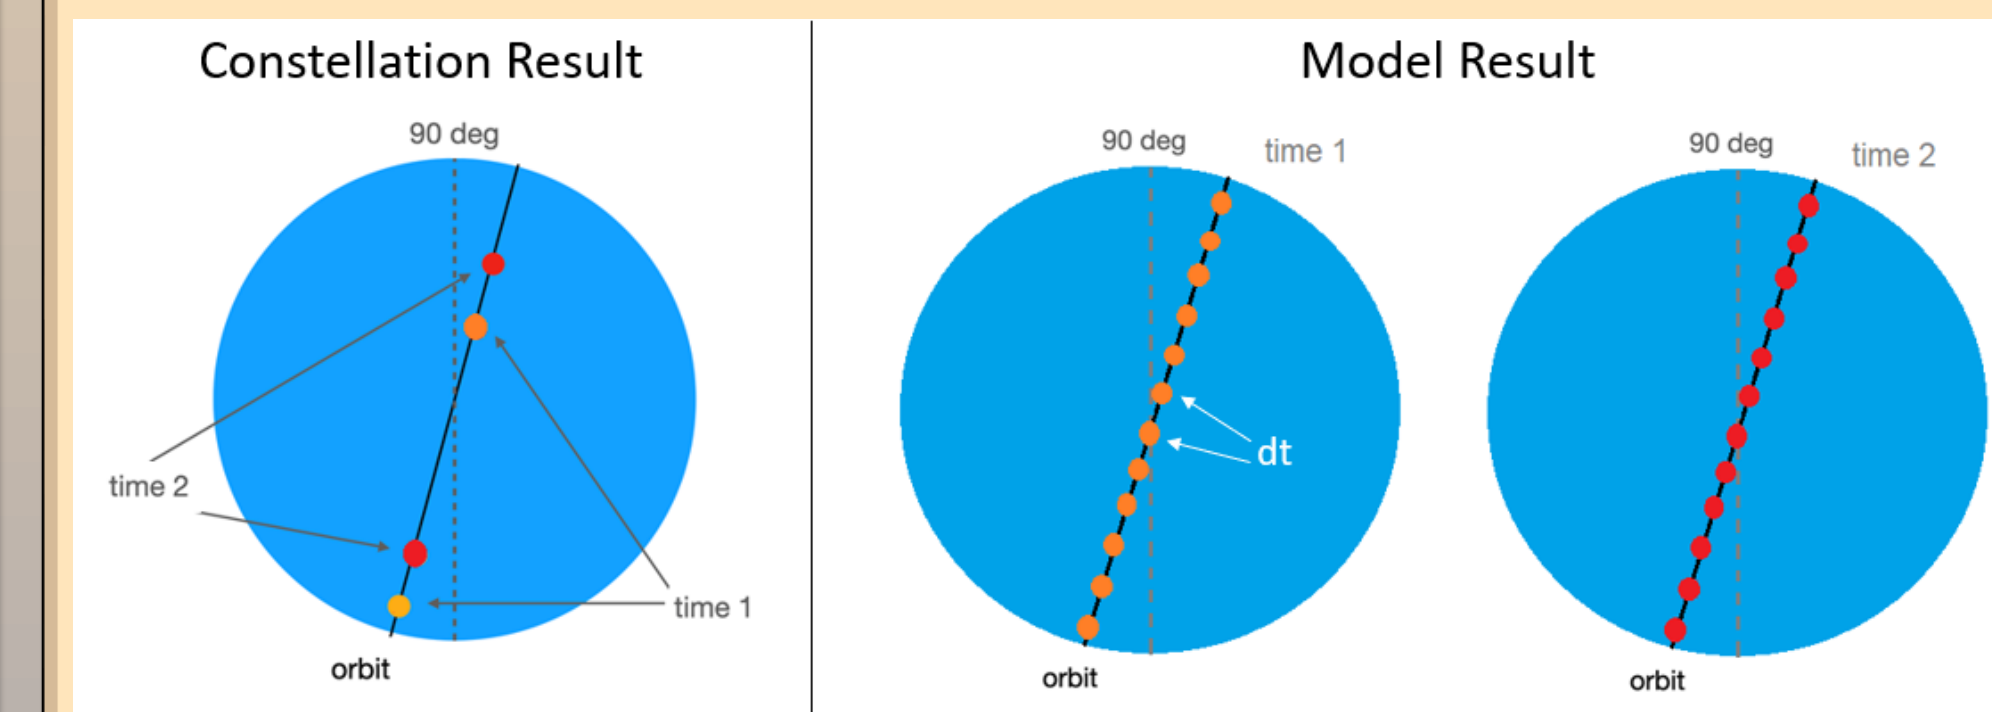 Constellation Result
90 deg
time 2
time 1
orbit
Model Result
90 deg
time 1
dt
orbit
90 deg
time 2
orbit